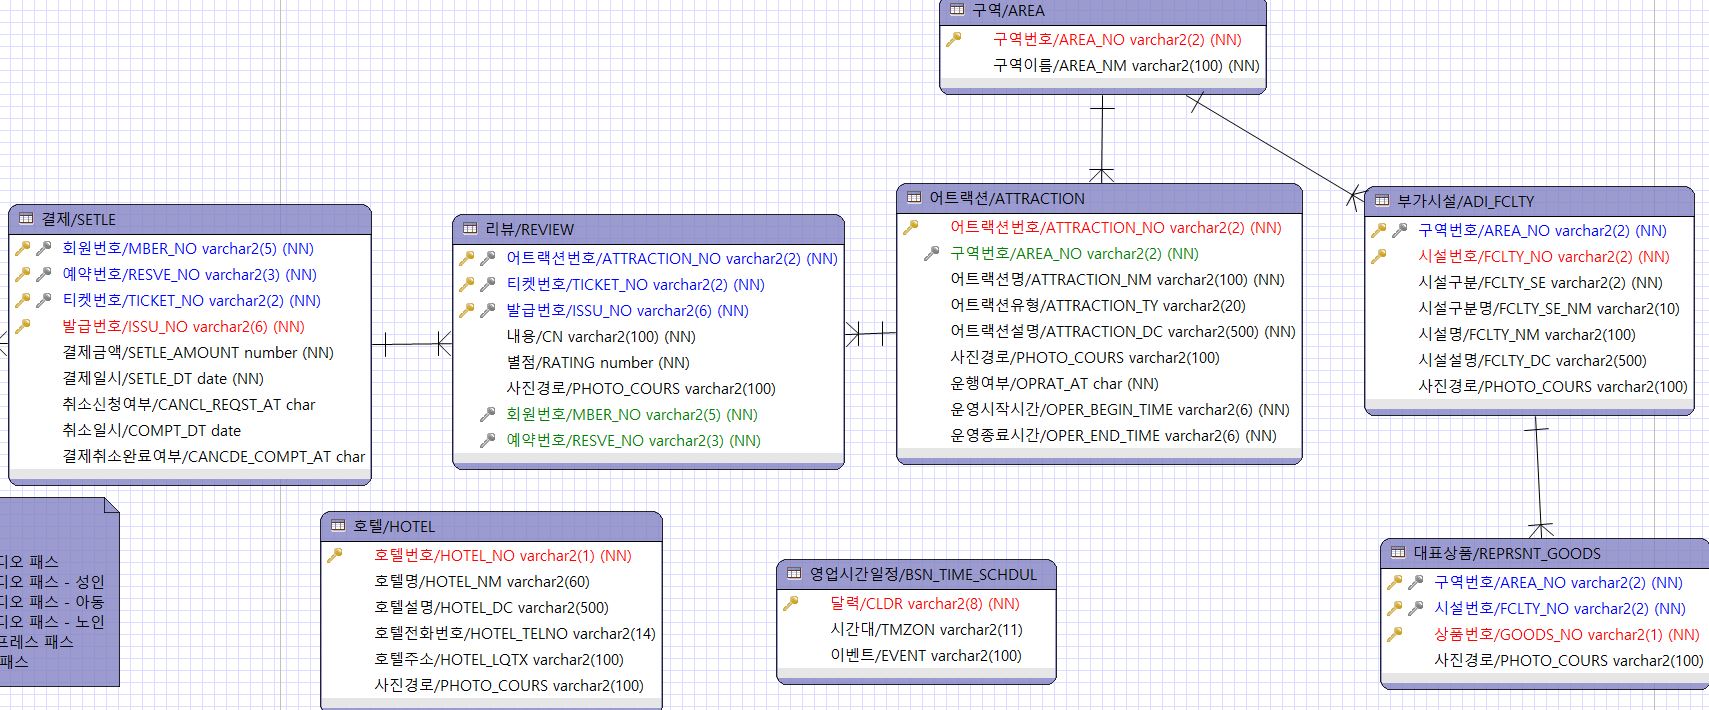 구역/AREA
구역번호/AREA_NO varchar2(2) (NN)
구역이름/AREA_NM varchar2(100) (NN)
결제/SETLE
회원번호/MBER_NO varchar2(5) (NN)
예약번호/RESVE_NO varchar2(3) (NN)
티켓번호/TICKET_NO varchar2(2) (NN)
발급번호/ISSU_NO varchar2(6) (NN)
결제금액/SETLE_AMOUNT number (NN)
결제일시/SETLE_DT date (NN)
취소신청여부/CANCL_REQST_AT char
취소일시/COMPT_DT date
결제취소완료여부/CANCDE_COMPT_AT char
리뷰/REVIEW
어트랙션번호/ATTRACTION_NO varchar2(2) (NN)
티켓번호/TICKET_NO varchar2(2) (NN)
발급번호/ISSU_NO varchar2(6) (NN)
내용/CN varchar2(100) (NN)
별점/RATING number (NN)
사진경로/PHOTO_COURS varchar2(100)
회원번호/MBER_NO varchar2(5) (NN)
예약번호/RESVE_NO varchar2(3) (NN)
어트랙션/ATTRACTION
어트랙션번호/ATTRACTION_NO varchar2(2) (NN)
구역번호/AREA_NO varchar2(2) (NN)
어트랙션명/ATTRACTION_NM varchar2(100) (NN)
어트랙션유형/ATTRACTION_TY varchar2(20)
어트랙션설명/ATTRACTION_DC varchar2(500) (NN)
사진경로/PHOTO_COURS varchar2(100)
운행여부/OPRAT_AT char (NN)
운영시작시간/OPER_BEGIN_TIME varchar2(6) (NN)
운영종료시간/OPER_END_TIME varchar2(6) (NN)
부가시설/ADI_FCLTY
구역번호/AREA_NO varchar2(2) (NN)
시설번호/FCLTY_NO varchar2(2) (NN)
시설구분/FCLTY_SE varchar2(2) (NN)
시설구분명/FCLTY_SE_NM varchar2(10)
시설명/FCLTY_NM varchar2(100)
시설설명/FCLTY_DC varchar2(500)
사진경로/PHOTO_COURS varchar2(100)
디오 패스
디오 패스 - 성인
디오 패스 - 아동
디오 패스 - 노인
프레스 패스
패스
호텔/HOTEL
호텔번호/HOTEL_NO varchar2(1) (NN)
호텔명/HOTEL_NM varchar2(60)
호텔설명/HOTEL_DC varchar2(500)
호텔전화번호/HOTEL_TELNO varchar2(14)
호텔주소/HOTEL_LQTX varchar2(100)
사진경로/PHOTO_COURS varchar2(100)
영업시간일정/BSN_TIME_SCHDUL
달력/CLDR varchar2(8) (NN)
시간대/TMZON varchar2(11)
이벤트/EVENT varchar2(100)
대표상품/REPRSNT_GOODS
구역번호/AREA_NO varchar2(2) (NN)
시설번호/FCLTY_NO varchar2(2) (NN)
상품번호/GOODS_NO varchar2(1) (NN)
사진경로/PHOTO_COURS varchar2(100)